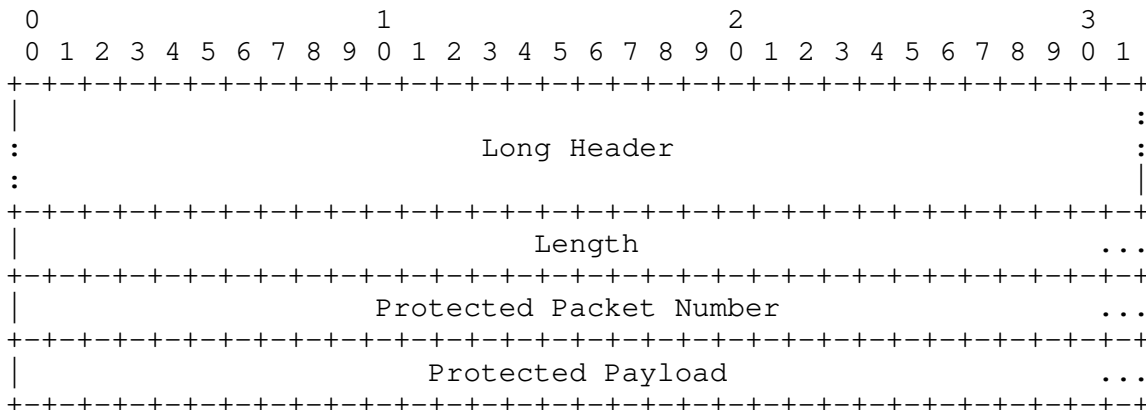 0                   1                   2                   3
 0 1 2 3 4 5 6 7 8 9 0 1 2 3 4 5 6 7 8 9 0 1 2 3 4 5 6 7 8 9 0 1
+-+-+-+-+-+-+-+-+-+-+-+-+-+-+-+-+-+-+-+-+-+-+-+-+-+-+-+-+-+-+-+-+
|                                                               :
:                          Long Header                          :
:                                                               |
+-+-+-+-+-+-+-+-+-+-+-+-+-+-+-+-+-+-+-+-+-+-+-+-+-+-+-+-+-+-+-+-+
|                             Length                          ...
+-+-+-+-+-+-+-+-+-+-+-+-+-+-+-+-+-+-+-+-+-+-+-+-+-+-+-+-+-+-+-+-+
|                    Protected Packet Number                  ...
+-+-+-+-+-+-+-+-+-+-+-+-+-+-+-+-+-+-+-+-+-+-+-+-+-+-+-+-+-+-+-+-+
|                       Protected Payload                     ...
+-+-+-+-+-+-+-+-+-+-+-+-+-+-+-+-+-+-+-+-+-+-+-+-+-+-+-+-+-+-+-+-+